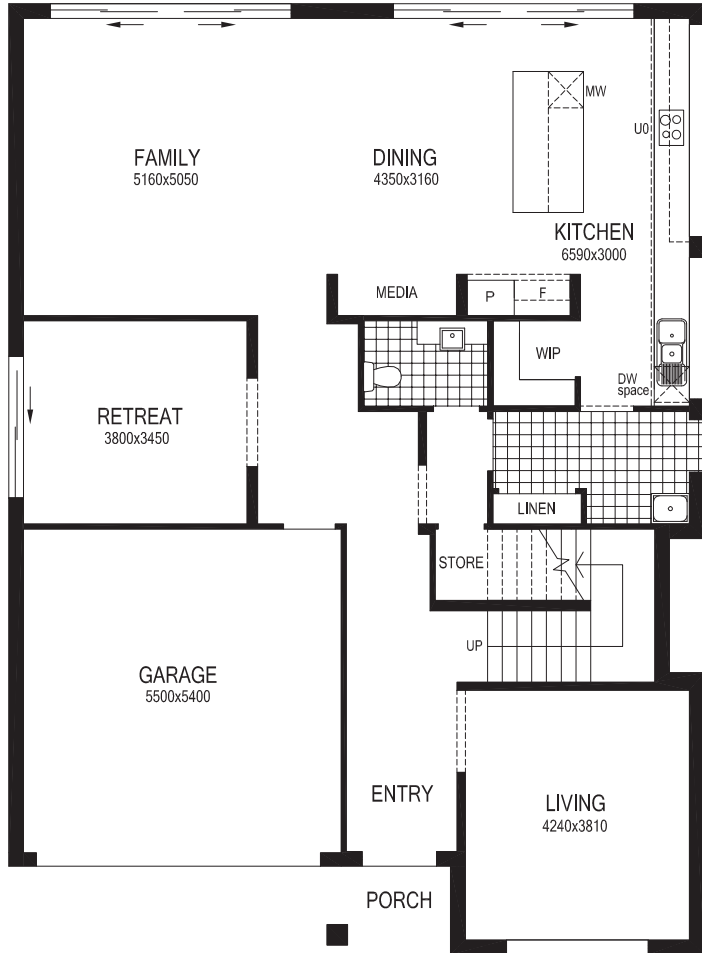 MW
U0
FAMILY
5160x5050
DINING
4350x3160
KITCHEN
6590x3000
MEDIA
P
F
WIP
DW
space
RETREAT
3800x3450
LINEN
STORE
UP
GARAGE
5500x5400
ENTRY
LIVING
4240x3810
PORCH